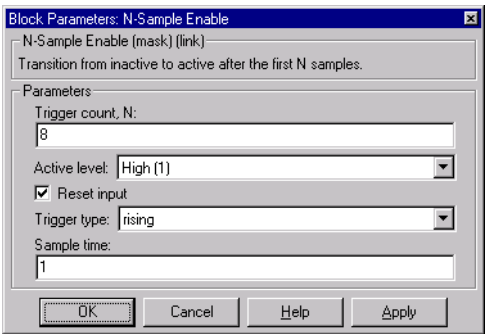 Block Parameters: N-Sample Enable
N-Sample Enable (mask) (link)
Transition from inactive to active after the first N samples.
Parameters
Trigger count, N:
8
Active level: High (1)
Reset input
Trigger type: rising
Sample time:
1
OK Cancel Help Apply